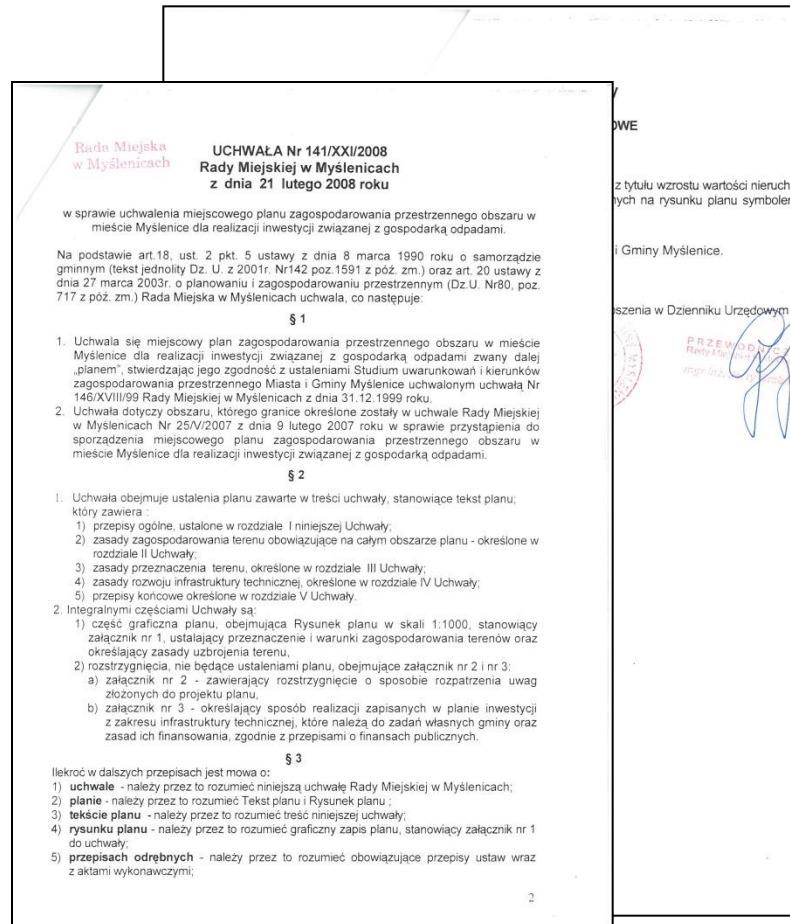 Rada Miejska
w Myślenicach
UCHWAŁA Nr 141/XXI/2008
Rady Miejskiej w Myślenicach
z dnia 21 lutego 2008 roku
w sprawie uchwalenia miejscowego planu zagospodarowania przestrzennego obszaru w
mieście Myślenice dla realizacji inwestycji związanej z gospodarką odpadami.
Na podstawie art.18, ust. 2 pkt. 5 ustawy z dnia 8 marca 1990 roku o samorządzie
gminnym (tekst jednolity Dz. U. z 2001r. Nr142 poz.1591 z póź. zm.) oraz art. 20 ustawy z
dnia 27 marca 2003r. o planowaniu i zagospodarowaniu przestrzennym (Dz.U. Nr80, poz.
717 z póź. zm.) Rada Miejska w Myślenicach uchwala, co następuje:
§ 1
1. Uchwala się miejscowy plan zagospodarowania przestrzennego obszaru w mieście
Myślenice dla realizacji inwestycji związanej z gospodarką odpadami zwany dalej
„planem”, stwierdzając jego zgodność z ustaleniami Studium uwarunkowań i kierunków
zagospodarowania przestrzennego Miasta i Gminy Myślenice uchwalonym uchwałą Nr
146/XVIII/99 Rady Miejskiej w Myślenicach z dnia 31.12.1999 roku.
2. Uchwała dotyczy obszaru, którego granice określone zostały w uchwale Rady Miejskiej
w Myślenicach Nr 25/V/2007 z dnia 9 lutego 2007 roku w sprawie przystąpienia do
sporządzenia miejscowego planu zagospodarowania przestrzennego obszaru w
mieście Myślenice dla realizacji inwestycji związanej z gospodarką odpadami.
§ 2
1. Uchwała obejmuje ustalenia planu zawarte w treści uchwały, stanowiące tekst planu;
który zawiera :
1) przepisy ogólne, ustalone w rozdziale I niniejszej Uchwały;
2) zasady zagospodarowania terenu obowiązujące na całym obszarze planu - określone w
rozdziale II Uchwały;
3) zasady przeznaczenia terenu, określone w rozdziale III Uchwały;
4) zasady rozwoju infrastruktury technicznej, określone w rozdziale IV Uchwały;
5) przepisy końcowe określone w rozdziale V Uchwały.
2. Integralnymi częściami Uchwały są:
1) część graficzna planu, obejmująca Rysunek planu w skali 1:1000, stanowiący
załącznik nr 1, ustalający przeznaczenie i warunki zagospodarowania terenów oraz
określający zasady uzbrojenia terenu,
2) rozstrzygnięcia, nie będące ustaleniami planu, obejmujące załącznik nr 2 i nr 3:
a) załącznik nr 2 - zawierający rozstrzygnięcie o sposobie rozpatrzenia uwag
złożonych do projektu planu,
b) załącznik nr 3 - określający sposób realizacji zapisanych w planie inwestycji
z zakresu infrastruktury technicznej, które należą do zadań własnych gminy oraz
zasad ich finansowania, zgodnie z przepisami o finansach publicznych.
§ 3
Ilekroć w dalszych przepisach jest mowa o:
1) uchwale - należy przez to rozumieć niniejszą uchwałę Rady Miejskiej w Myślenicach;
2) planie - należy przez to rozumieć Tekst planu i Rysunek planu ;
3) tekście planu - należy przez to rozumieć treść niniejszej uchwały;
4) rysunku planu - należy przez to rozumieć graficzny zapis planu, stanowiący załącznik nr 1
do uchwały;
5) przepisach odrębnych - należy przez to rozumieć obowiązujące przepisy ustaw wraz
z aktami wykonawczymi;
2
OWE
z tytułu wzrostu wartości nieruch
ych na rysunku planu symbole
i Gminy Myślenice.
szenia w Dzienniku Urzędowym
PRZEWODNICZ
Rady
mgr inż.